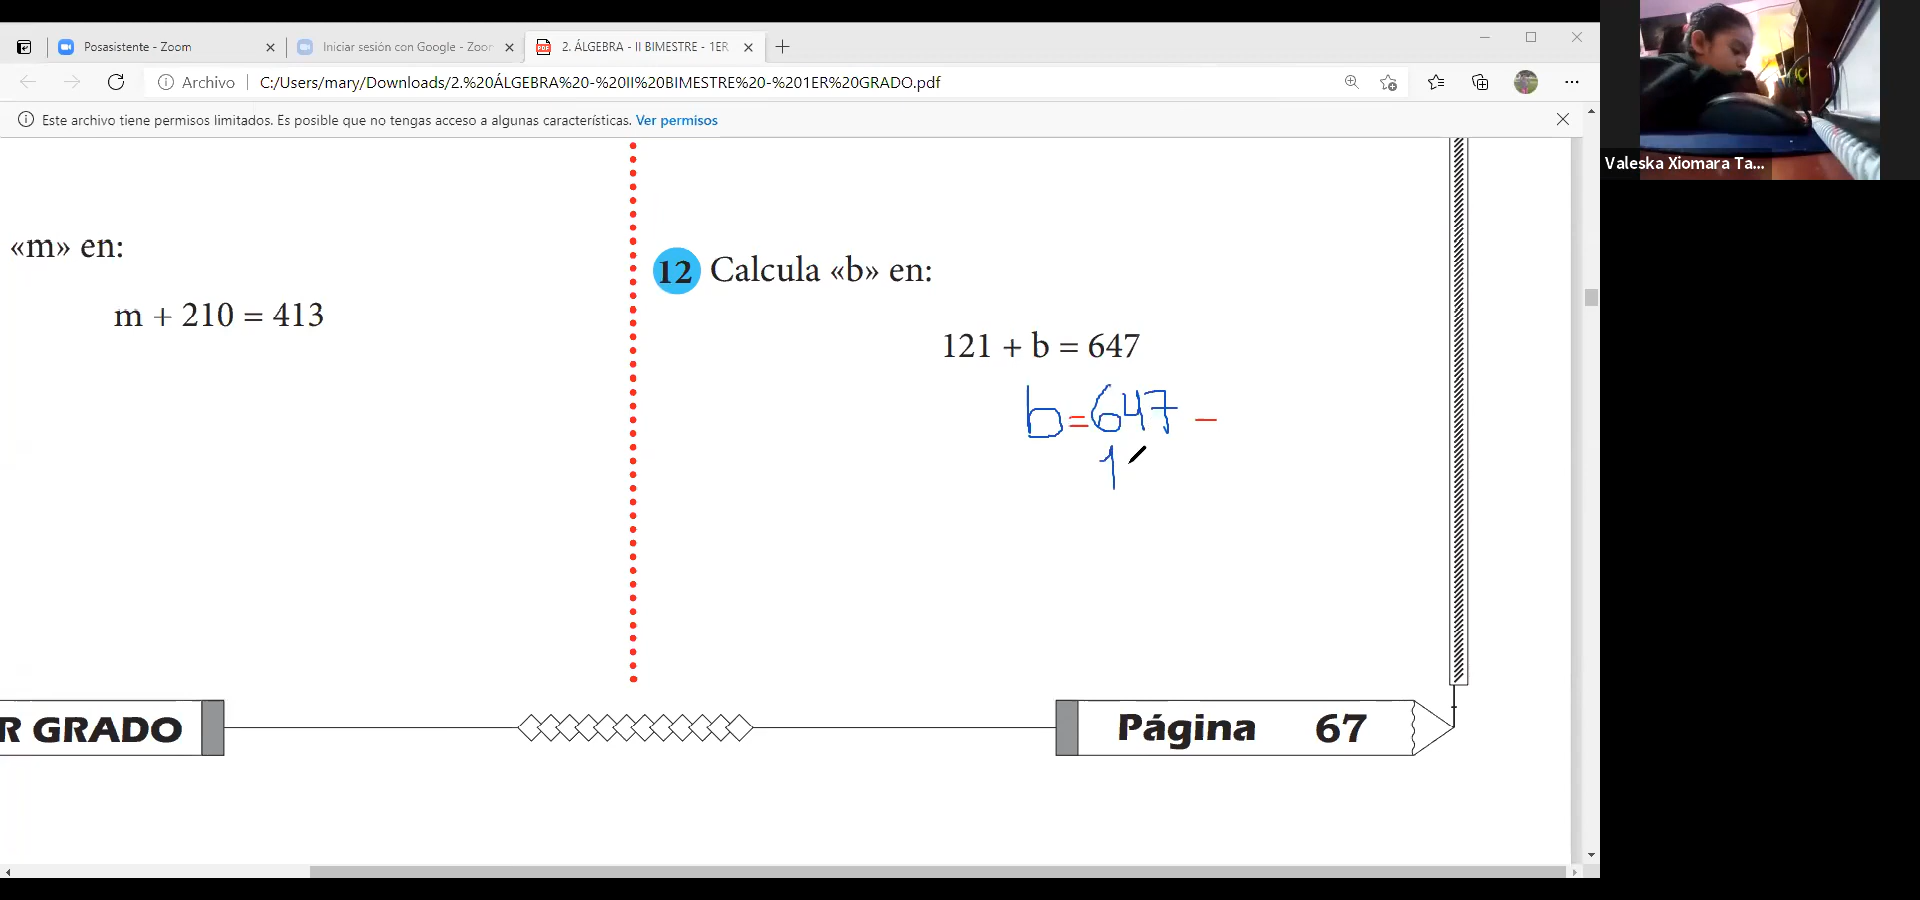 Posasistente - Zoom
Iniciar sesión con Google - Zoor
2. ÁLGEBRA - II BIMESTRE - 1ER
Archivo
C:/Users/mary/Downloads/2.%20ÁLGEBRA%20-%20II%20BIMESTRE%20-%201ER%20GRADO.pdf
Este archivo tiene permisos limitados. Es posible que no tengas acceso a algunas características. Ver permisos
Valeska Xiomara Ta...
«m» en:
m + 210 = 413
12 Calcula «b» en:
121 + b = 647
b = 647 –
1
R GRADO
Página 67